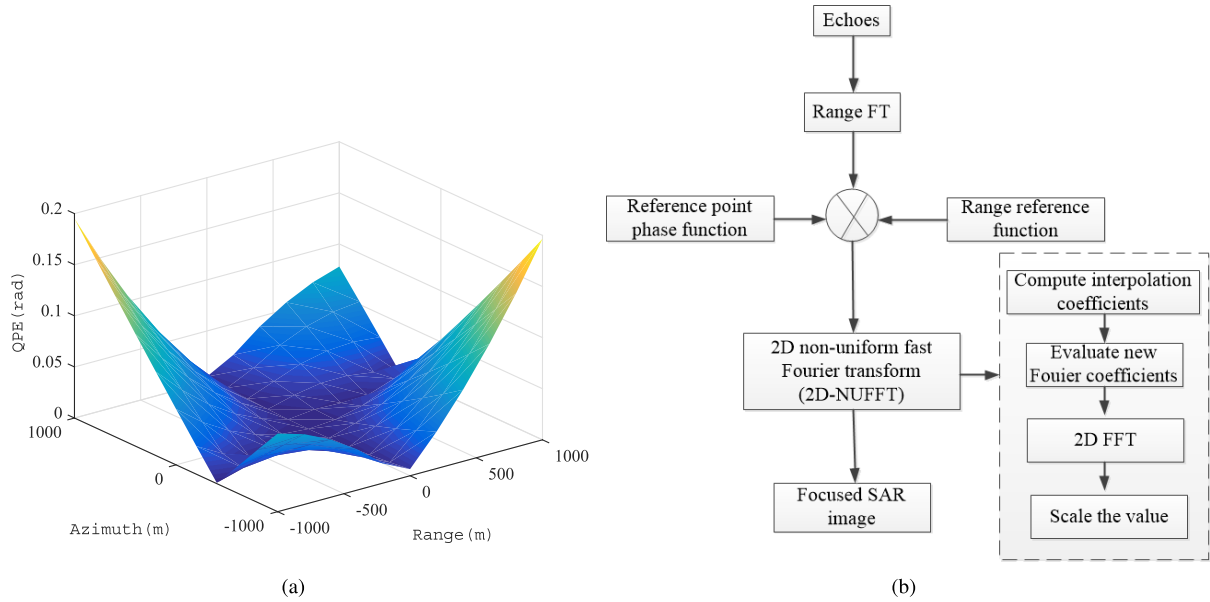 QPE(rad)
0.2
0.15
0.1
0.05
0
1000
0
-1000
Azimuth(m)
-1000
-500
0
500
1000
Range(m)
(a)
Echoes
Range FT
Reference point
phase function
Range reference
function
2D non-uniform fast
Fourier transform
(2D-NUFFT)
Focused SAR
image
Compute interpolation
coefficients
Evaluate new
Fourier coefficients
2D FFT
Scale the value
(b)